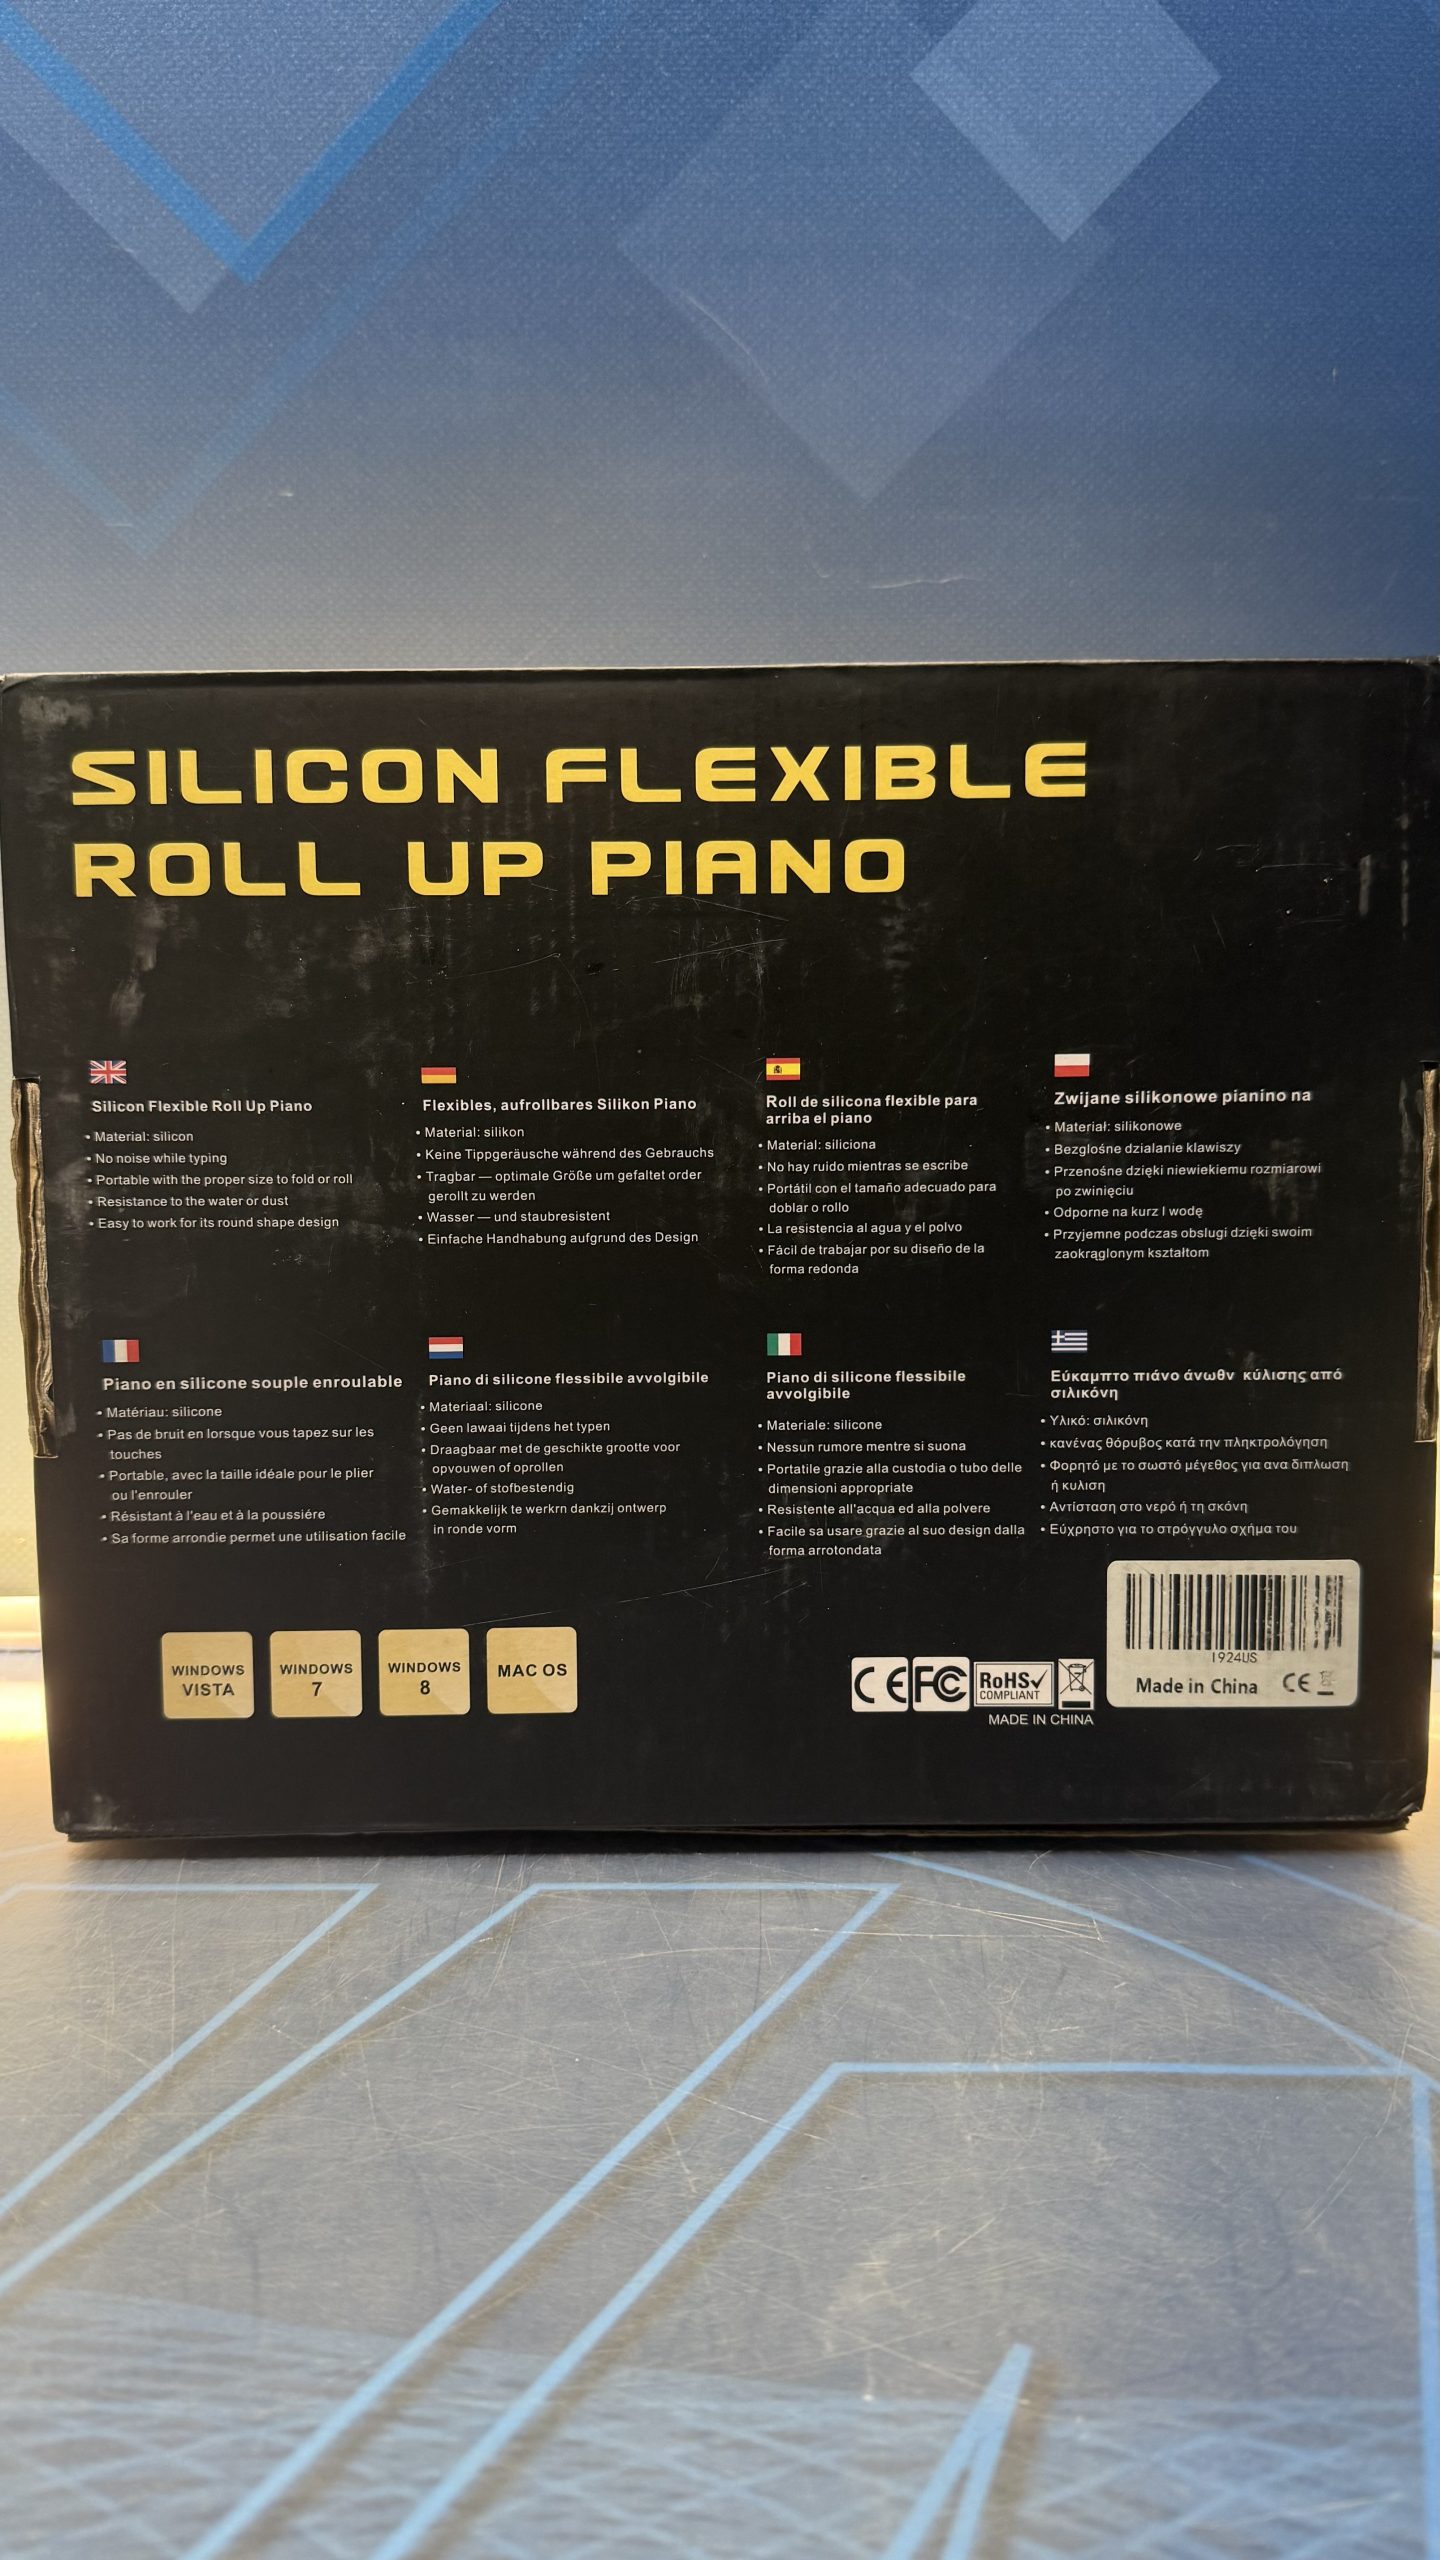 SILICON FLEXIBLE
ROLL UP PIANO
Silicon Flexible Roll Up Piano
• Material: silicon
• No noise while typing
• Portable with the proper size to fold or roll
• Resistance to the water or dust
• Easy to work for its round shape design
Flexibles, aufrollbares Silikon Piano
• Material: silikon
• Keine Tippgeräusche während des Gebrauchs
• Tragbar — optimale Größe um gefaltet order
gerollt zu werden
• Wasser — und staubresistent
• Einfache Handhabung aufgrund des Design
Roll de silicona flexible para
arriba el piano
• Material: siliciona
• No hay ruido mientras se escribe
• Portátil con el tamaño adecuado para
doblar o rollo
• La resistencia al agua y el polvo
• Fácil de trabajar por su diseño de la
forma redonda
Zwijane silikonowe pianino na
• Materiał: silikonowe
• Bezglośne dzialanie klawiszy
• Przenośne dzięki niewiekiemu rozmiarowi
po zwinięciu
• Odporne na kurz I wodę
• Przyjemne podczas obslugi dzięki swoim
zaokrąglonym kształtom
Piano en silicone souple enroulable
• Matériau: silicone
• Pas de bruit en lorsque vous tapez sur les
touches
• Portable, avec la taille idéale pour le plier
ou l'enrouler
• Résistant à l'eau et à la poussiére
• Sa forme arrondie permet une utilisation facile
Piano di silicone flessibile avvolgibile
• Materiaal: silicone
• Geen lawaai tijdens het typen
• Draagbaar met de geschikte grootte voor
opvouwen of oprollen
• Water- of stofbestendig
• Gemakkelijk te werkrn dankzij ontwerp
in ronde vorm
Piano di silicone flessibile
avvolgibile
• Materiale: silicone
• Nessun rumore mentre si suona
• Portatile grazie alla custodia o tubo delle
dimensioni appropriate
• Resistente all'acqua ed alla polvere
• Facile sa usare grazie al suo design dalla
forma arrotondata
Εύκαμπτο πιάνο άνωθν κύλισης από
σιλικόνη
• Υλικό: σιλικόνη
• κανένας θόρυβος κατά την πληκτρολόγηση
• Φορητό με το σωστό μέγεθος για ανα διπλωση
ή κυλιση
• Αντίσταση στο νερό ή τη σκόνη
• Εύχρηστο για το στρόγγυλο σχήμα του
WINDOWS
VISTA
WINDOWS
7
WINDOWS
8
MAC OS
CE FC RoHS✓
COMPLIANT
MADE IN CHINA
1924US
Made in China CE